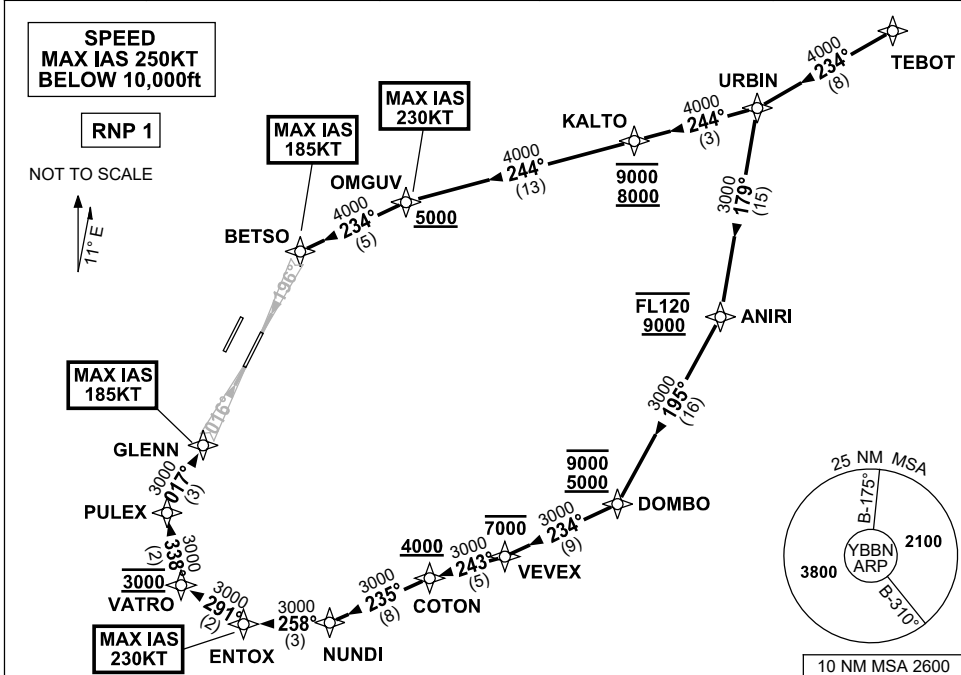 SPEED
MAX IAS 250KT
BELOW 10,000ft
RNP 1
NOT TO SCALE
11° E
MAX IAS
185KT
MAX IAS
230KT
TEBOT
4000
234°
(8)
URBIN
4000
244°
(3)
KALTO
9000
8000
4000
244°
(13)
OMGUV
5000
4000
234°
(5)
BETSO
196°
3000
179°
(15)
FL120
9000
ANIRI
3000
195°
(16)
9000
5000
DOMBO
3000
234°
(9)
7000
VEVEX
3000
243°
(5)
4000
COTON
3000
235°
(8)
NUNDI
3000
258°
(3)
ENTOX
MAX IAS
230KT
3000
291°
(2)
3000
VATRO
3000
338°
(2)
PULEX
3000
017°
(3)
GLENN
MAX IAS
185KT
016°
25 NM MSA
B-175°
YBBN
ARP
2100
3800
B-310°
10 NM MSA 2600